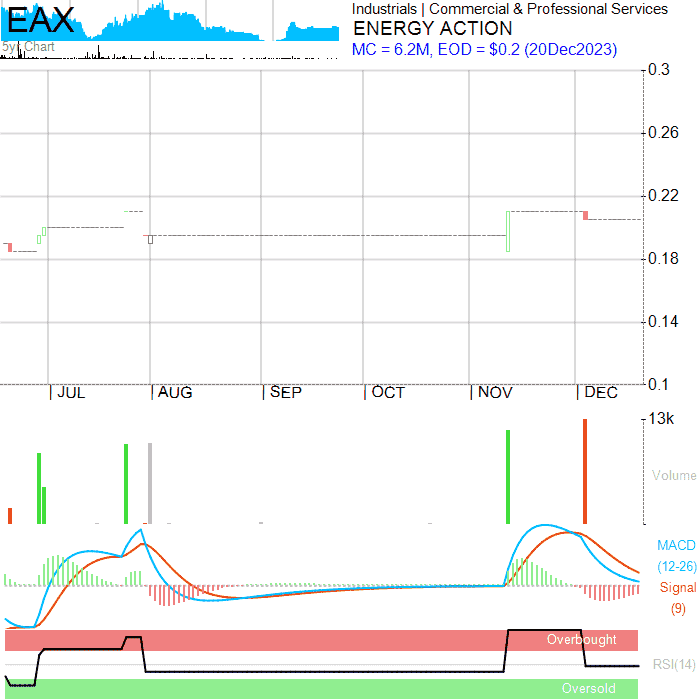 EAX
5yr Chart
Industrials | Commercial & Professional Services
ENERGY ACTION
MC = 6.2M, EOD = $0.2 (20Dec2023)
0.3
0.26
0.22
0.18
0.14
0.1
JUL AUG SEP OCT NOV DEC
13k
Volume
MACD
(12-26)
Signal
(9)
Overbought
RSI(14)
Oversold